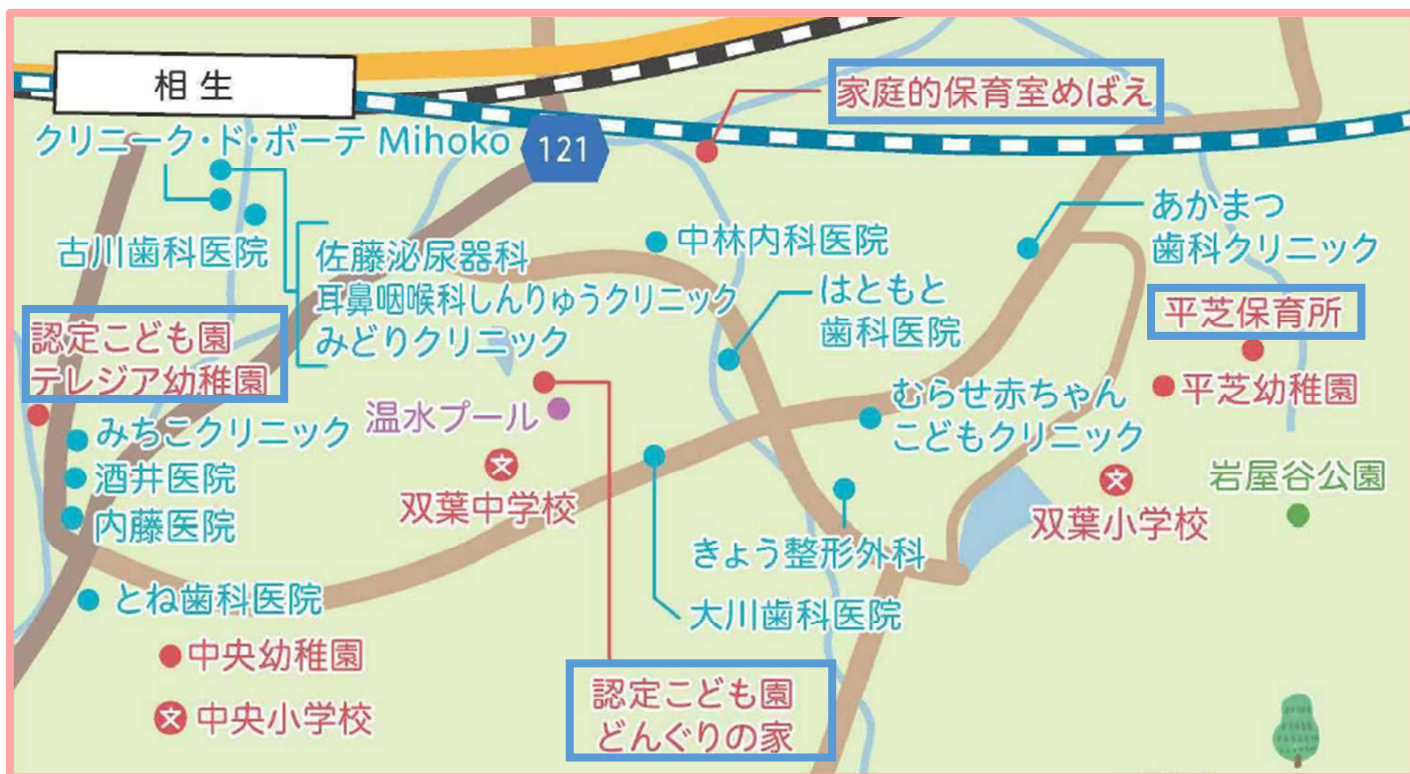 相生
家庭的保育室めばえ
クリニーク・ド・ボーテ Mihoko
121
古川歯科医院
佐藤泌尿器科
耳鼻咽喉科しんりゅうクリニック
みどりクリニック
中林内科医院
はともと
歯科医院
あかまつ
歯科クリニック
平芝保育所
平芝幼稚園
認定こども園
テレジア幼稚園
みちこクリニック
酒井医院
内藤医院
温水プール
文
双葉中学校
むらせ赤ちゃん
こどもクリニック
文
双葉小学校
岩屋谷公園
きょう整形外科
大川歯科医院
とね歯科医院
中央幼稚園
文
中央小学校
認定こども園
どんぐりの家